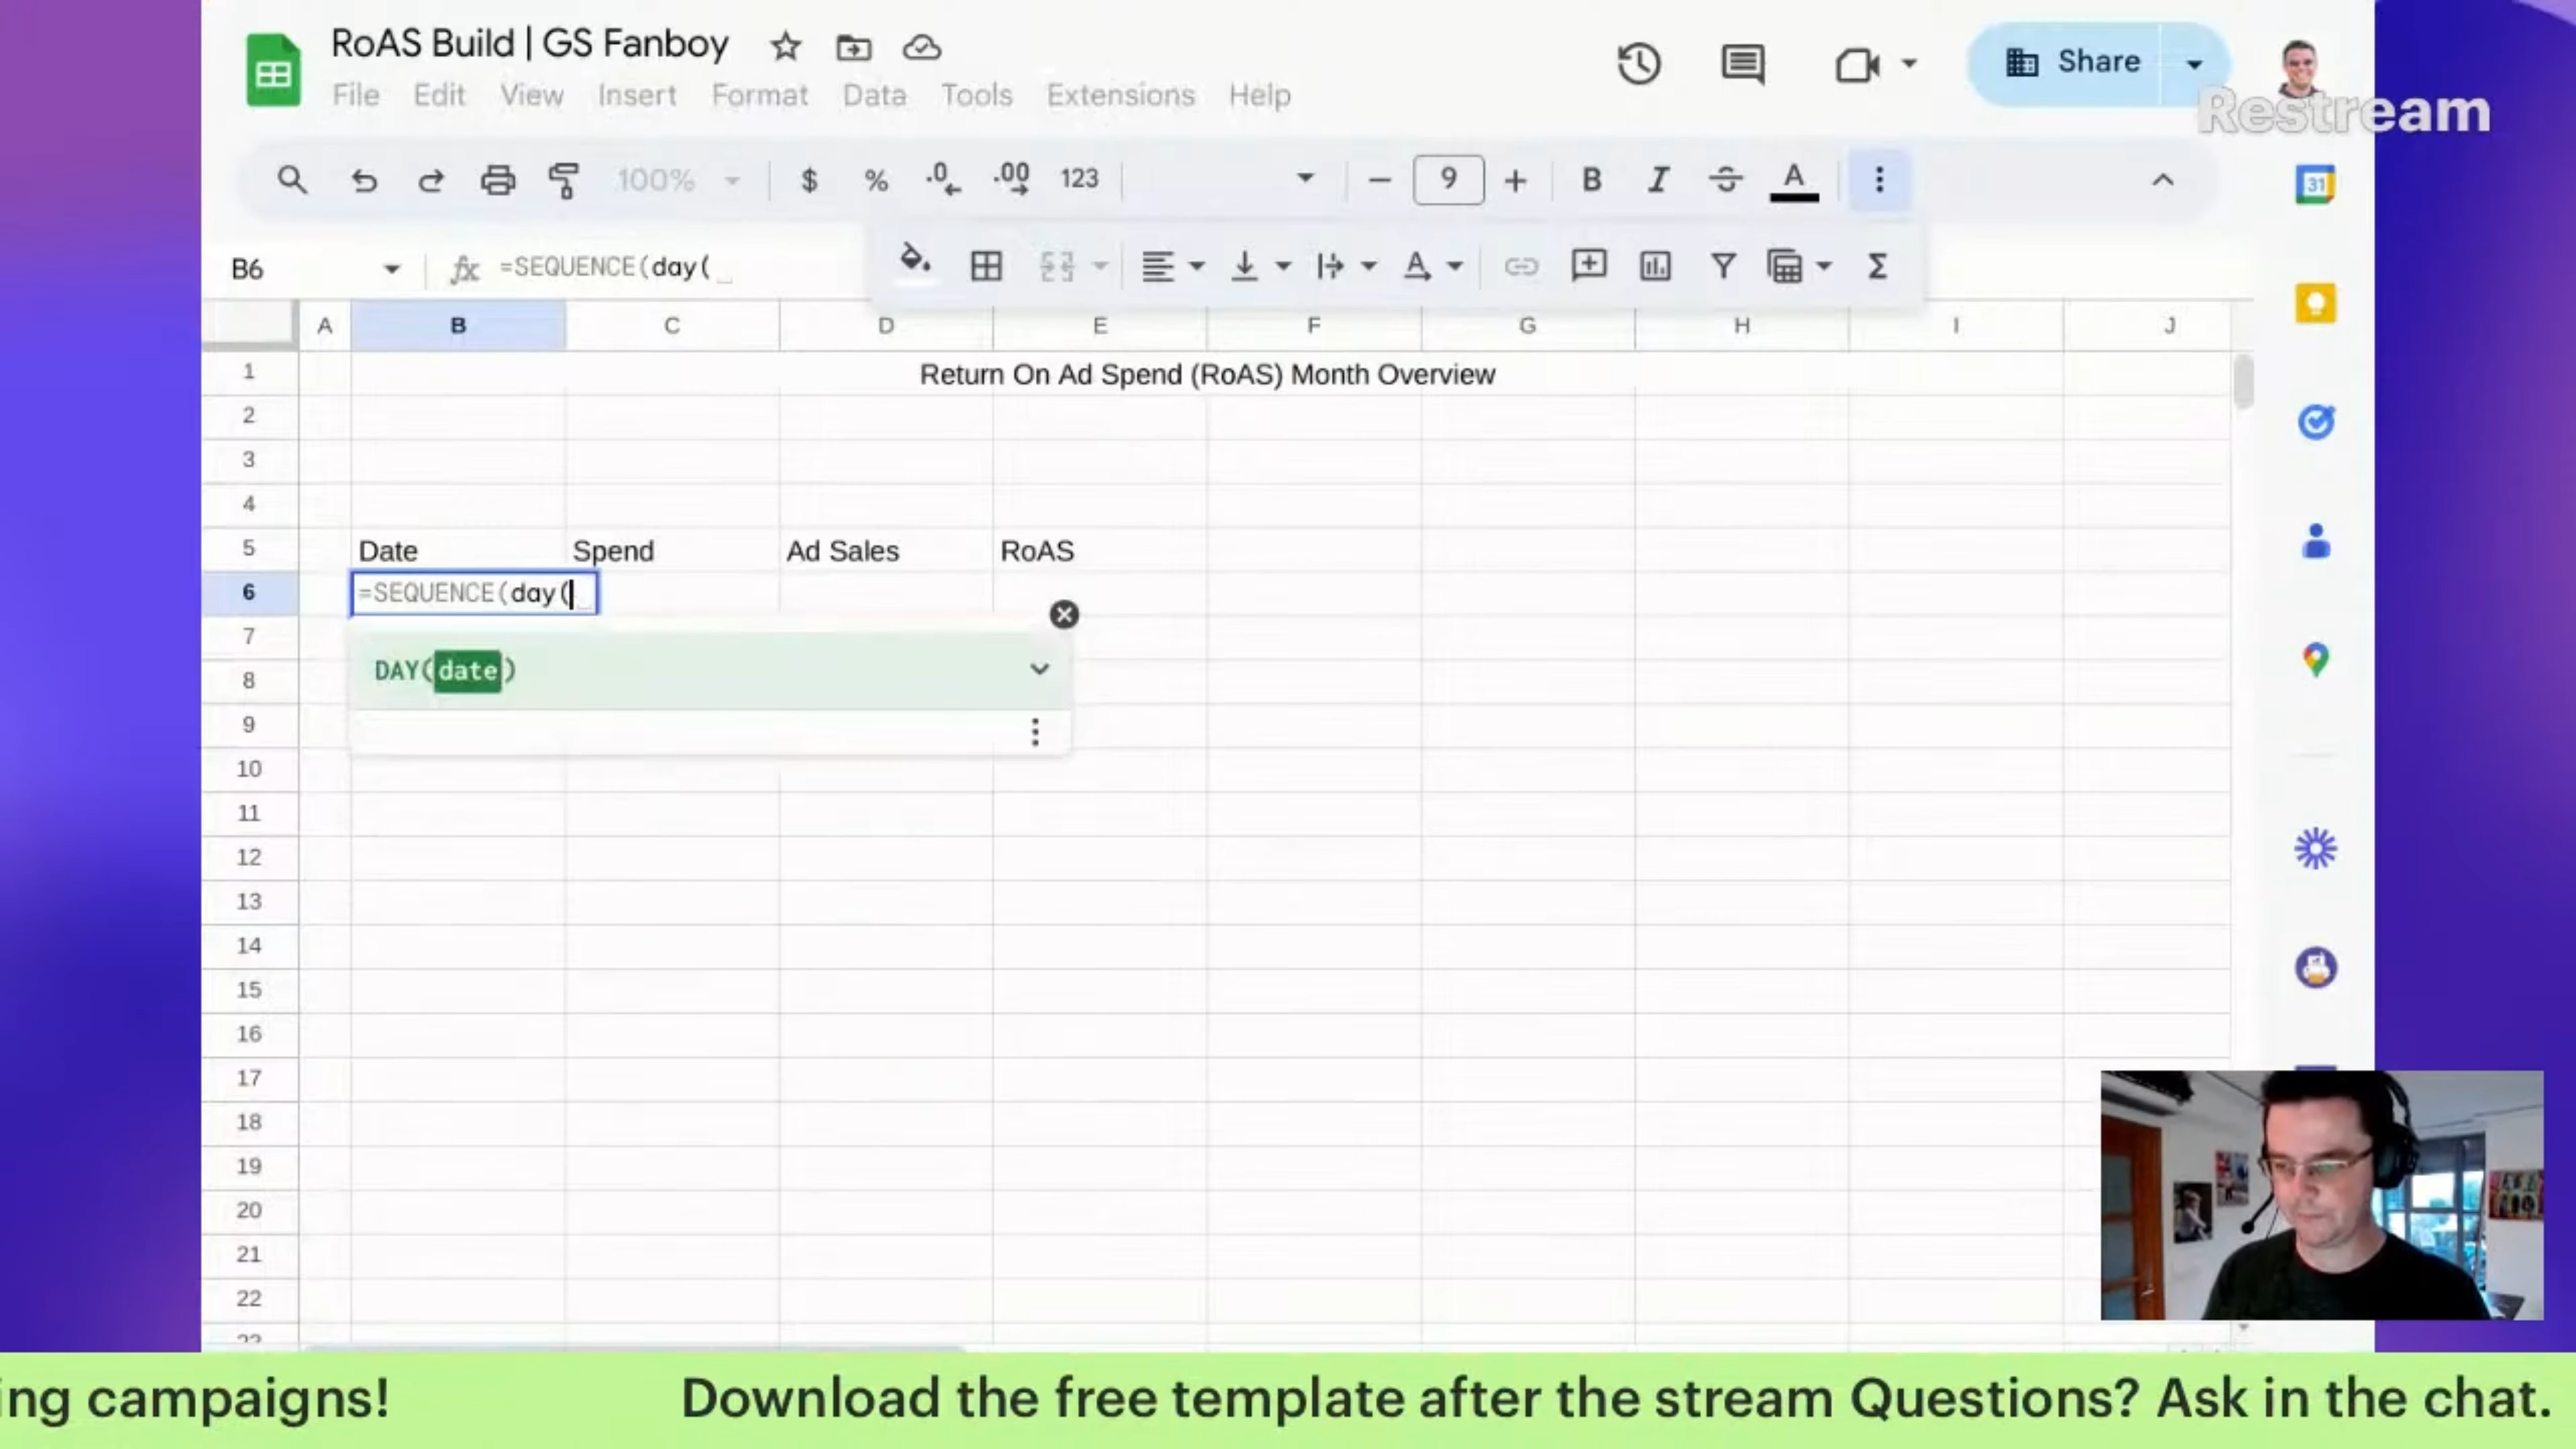 RoAS Build | GS Fanboy
File Edit View Insert Format Data Tools Extensions Help
Share
Restream
100% $ % .0 .00 123 9 B I A
31
B6 fx =SEQUENCE(day(
A B C D E F G H I J
1 Return On Ad Spend (RoAS) Month Overview
2
3
4
5 Date Spend Ad Sales RoAS
6 =SEQUENCE(day(
7
8 DAY(date)
9
10
11
12
13
14
15
16
17
18
19
20
21
22
ing campaigns! Download the free template after the stream Questions? Ask in the chat.